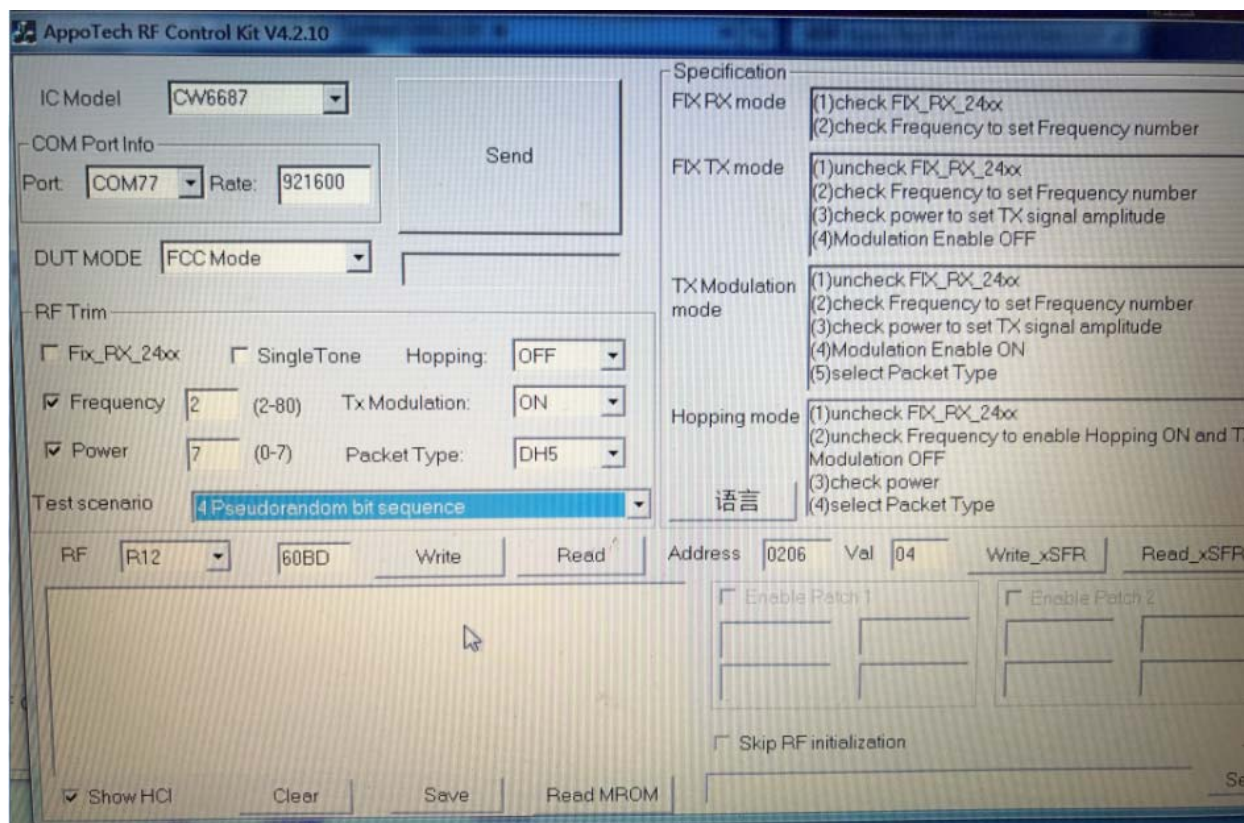 AppoTech RF Control Kit V4.2.10
IC Model CW6687
Send
COM Port Info
Port: COM77 Rate: 921600
DUT MODE FCC Mode
RF Trim
Fix_RX_24xx SingleTone Hopping: OFF
Frequency 2 (2-80) Tx Modulation: ON
Power 7 (0-7) Packet Type: DH5
Test scenario 4 Pseudorandom bit sequence
Specification
FIX RX mode
(1)check FIX_RX_24xx
(2)check Frequency to set Frequency number
FIX TX mode
(1)uncheck FIX_RX_24xx
(2)check Frequency to set Frequency number
(3)check power to set TX signal amplitude
(4)Modulation Enable OFF
TX Modulation
mode
(1)uncheck FIX_RX_24xx
(2)check Frequency to set Frequency number
(3)check power to set TX signal amplitude
(4)Modulation Enable ON
(5)select Packet Type
Hopping mode
(1)uncheck FIX_RX_24xx
(2)uncheck Frequency to enable Hopping ON and
Modulation OFF
(3)check power
(4)select Packet Type
语言
RF R12 60BD Write Read Address 0206 Val 04 Write_xSFR Read_xSFR
Enable Patch 1 Enable Patch 2
Skip RF initialization
Show HCI Clear Save Read MROM